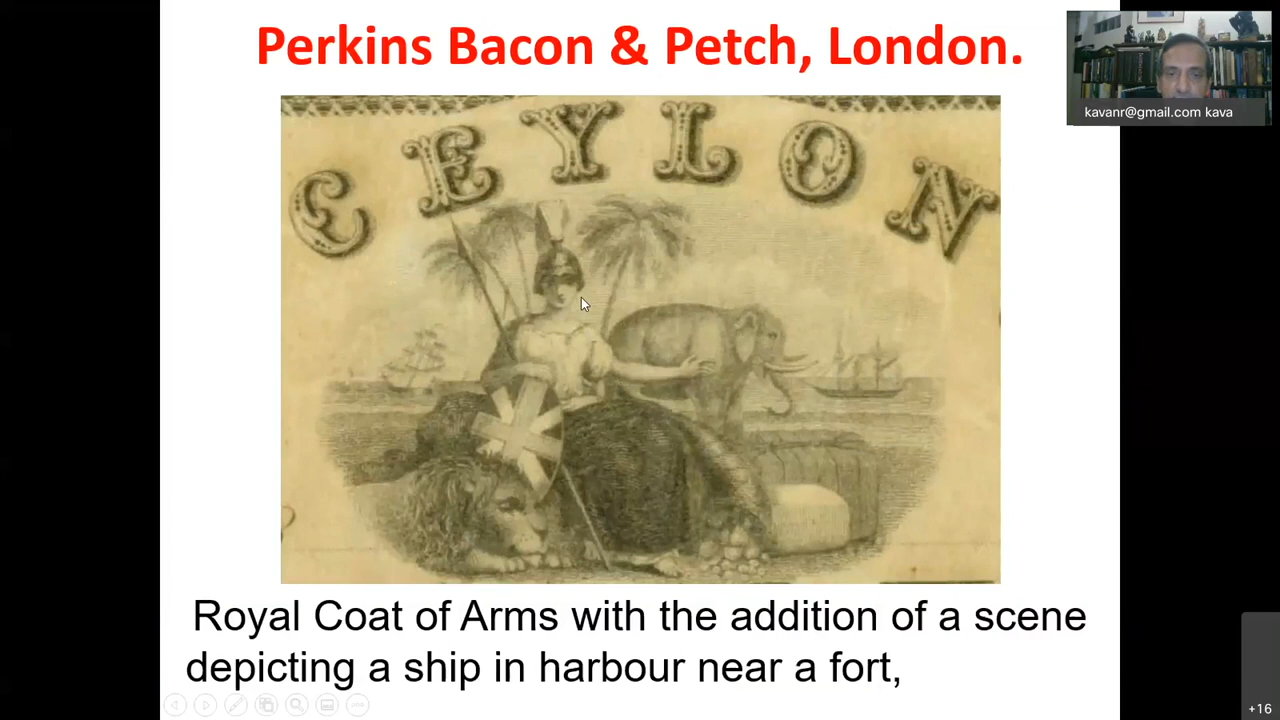 Perkins Bacon & Petch, London.
kavanr@gmail.com kava
CEYLON
Royal Coat of Arms with the addition of a scene
depicting a ship in harbour near a fort,
+16